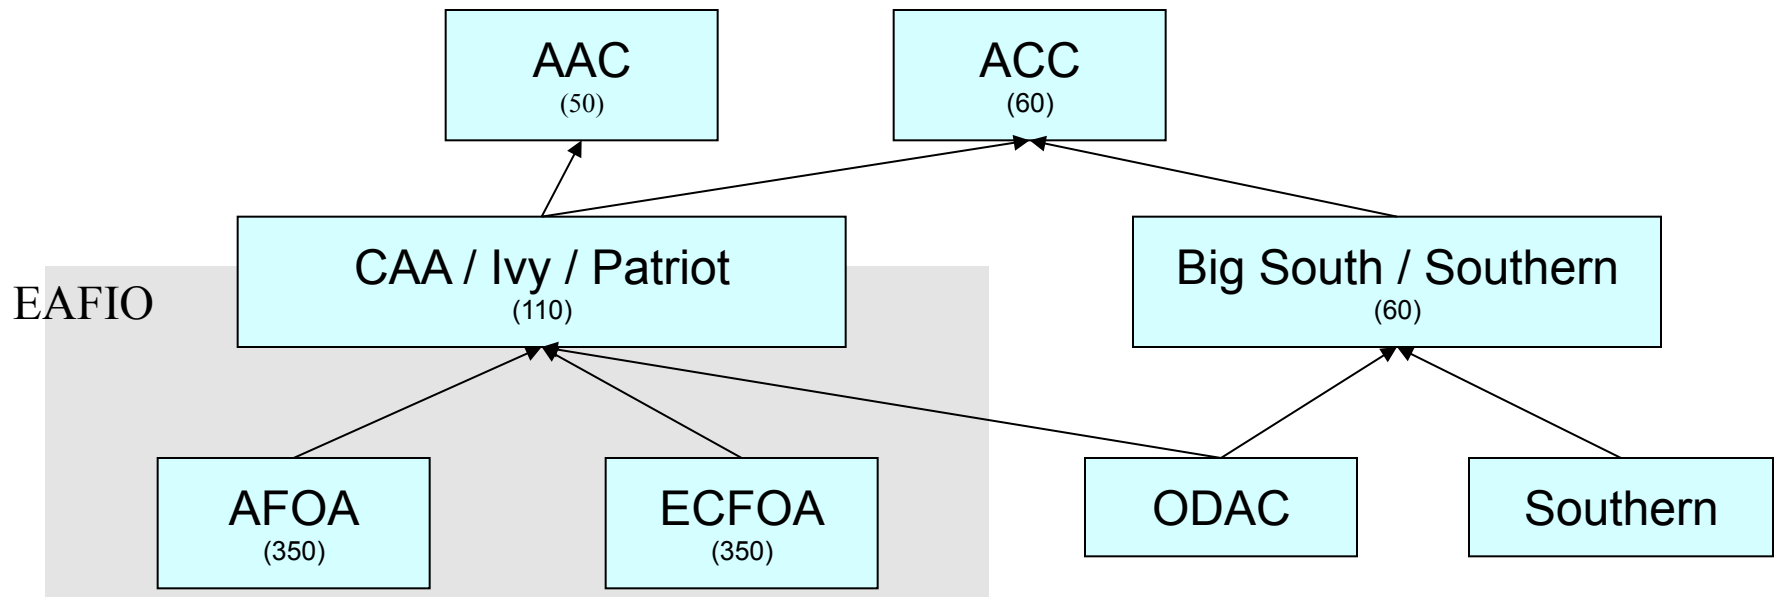 AAC
(50)
ACC
(60)
CAA / Ivy / Patriot
(110)
Big South / Southern
(60)
EAFIO
AFOA
(350)
ECFOA
(350)
ODAC
Southern